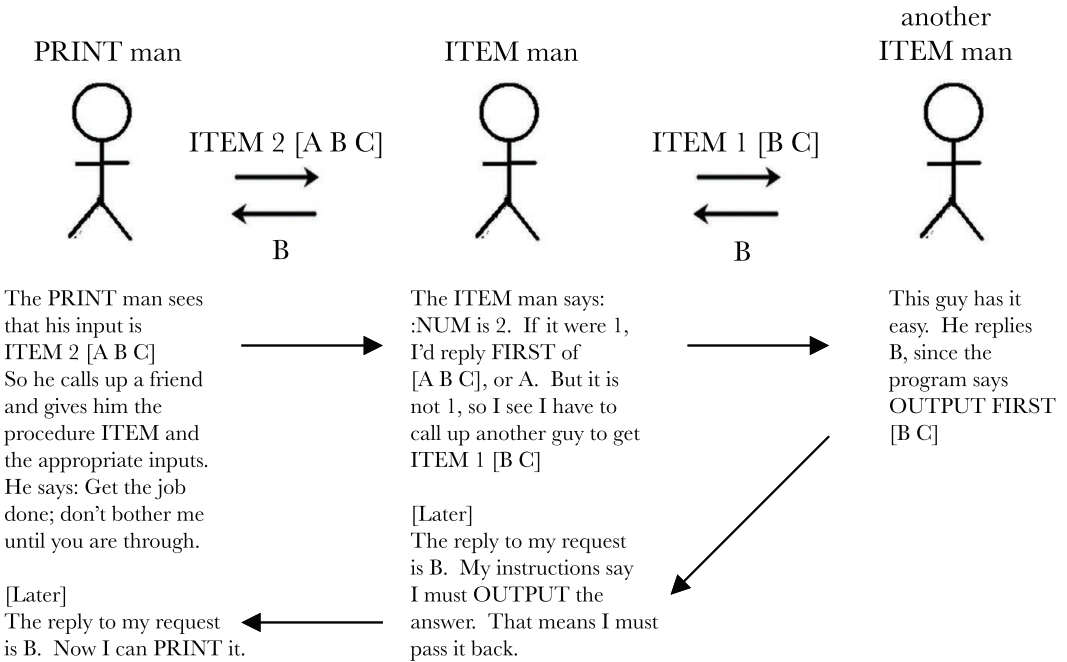 PRINT man
ITEM man
another
ITEM man
ITEM 2 [A B C]
B
ITEM 1 [B C]
B
The PRINT man sees
that his input is
ITEM 2 [A B C]
So he calls up a friend
and gives him the
procedure ITEM and
the appropriate inputs.
He says: Get the job
done; don't bother me
until you are through.
[Later]
The reply to my request
is B.  Now I can PRINT it.
The ITEM man says:
:NUM is 2.  If it were 1,
I'd reply FIRST of
[A B C], or A.  But it is
not 1, so I see I have to
call up another guy to get
ITEM 1 [B C]
[Later]
The reply to my request
is B.  My instructions say
I must OUTPUT the
answer.  That means I must
pass it back.
This guy has it
easy.  He replies
B, since the
program says
OUTPUT FIRST
[B C]